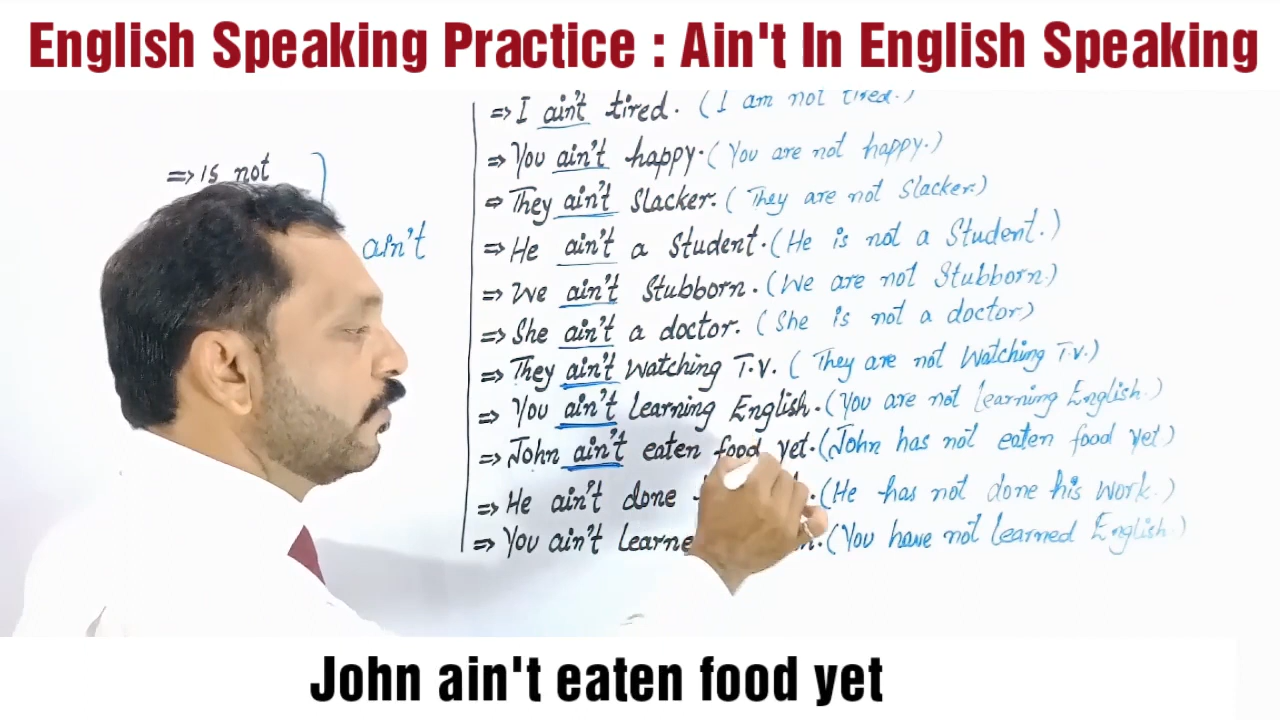 English Speaking Practice : Ain't In English Speaking
⇒ I ain't tired. (I am not tired.)
⇒ You ain't happy. (You are not happy.)
⇒ is not
⇒ They ain't Slacker. (They are not Slacker.)
ain't
⇒ He ain't a Student. (He is not a Student.)
⇒ We ain't Stubborn. (We are not Stubborn.)
⇒ She ain't a doctor. (She is not a doctor)
⇒ They ain't watching T.V. (They are not Watching T.V.)
⇒ You ain't learning English. (You are not learning English.)
⇒ John ain't eaten food yet. (John has not eaten food yet)
⇒ He ain't done . (He has not done his work.)
⇒ You ain't . (You have not learned English.)
John ain't eaten food yet